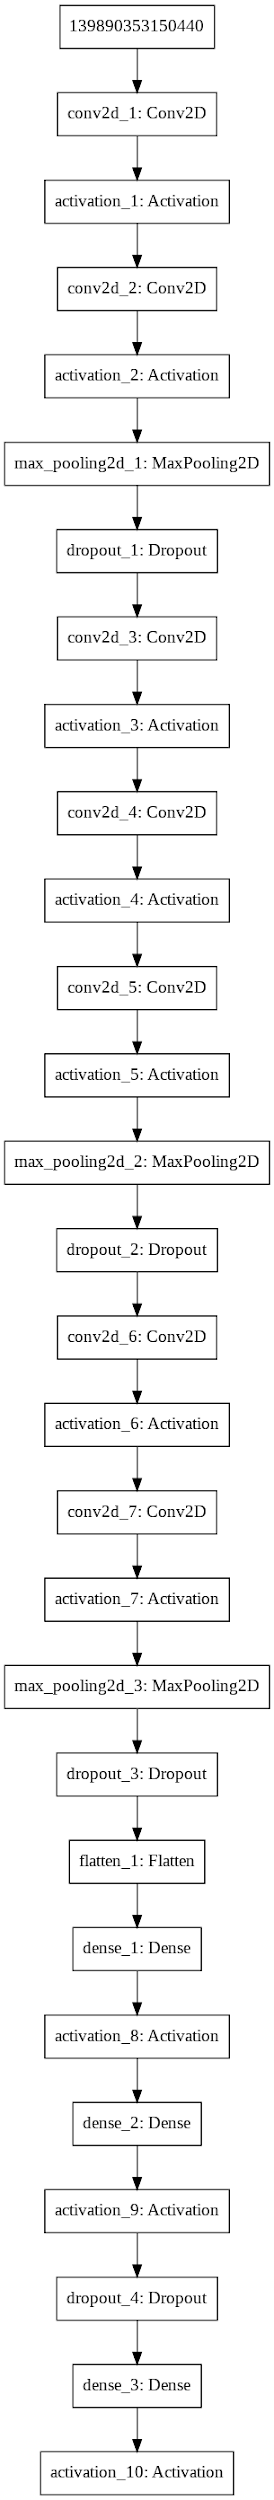 139890353150440
conv2d_1: Conv2D
activation_1: Activation
conv2d_2: Conv2D
activation_2: Activation
max_pooling2d_1: MaxPooling2D
dropout_1: Dropout
conv2d_3: Conv2D
activation_3: Activation
conv2d_4: Conv2D
activation_4: Activation
conv2d_5: Conv2D
activation_5: Activation
max_pooling2d_2: MaxPooling2D
dropout_2: Dropout
conv2d_6: Conv2D
activation_6: Activation
conv2d_7: Conv2D
activation_7: Activation
max_pooling2d_3: MaxPooling2D
dropout_3: Dropout
flatten_1: Flatten
dense_1: Dense
activation_8: Activation
dense_2: Dense
activation_9: Activation
dropout_4: Dropout
dense_3: Dense
activation_10: Activation